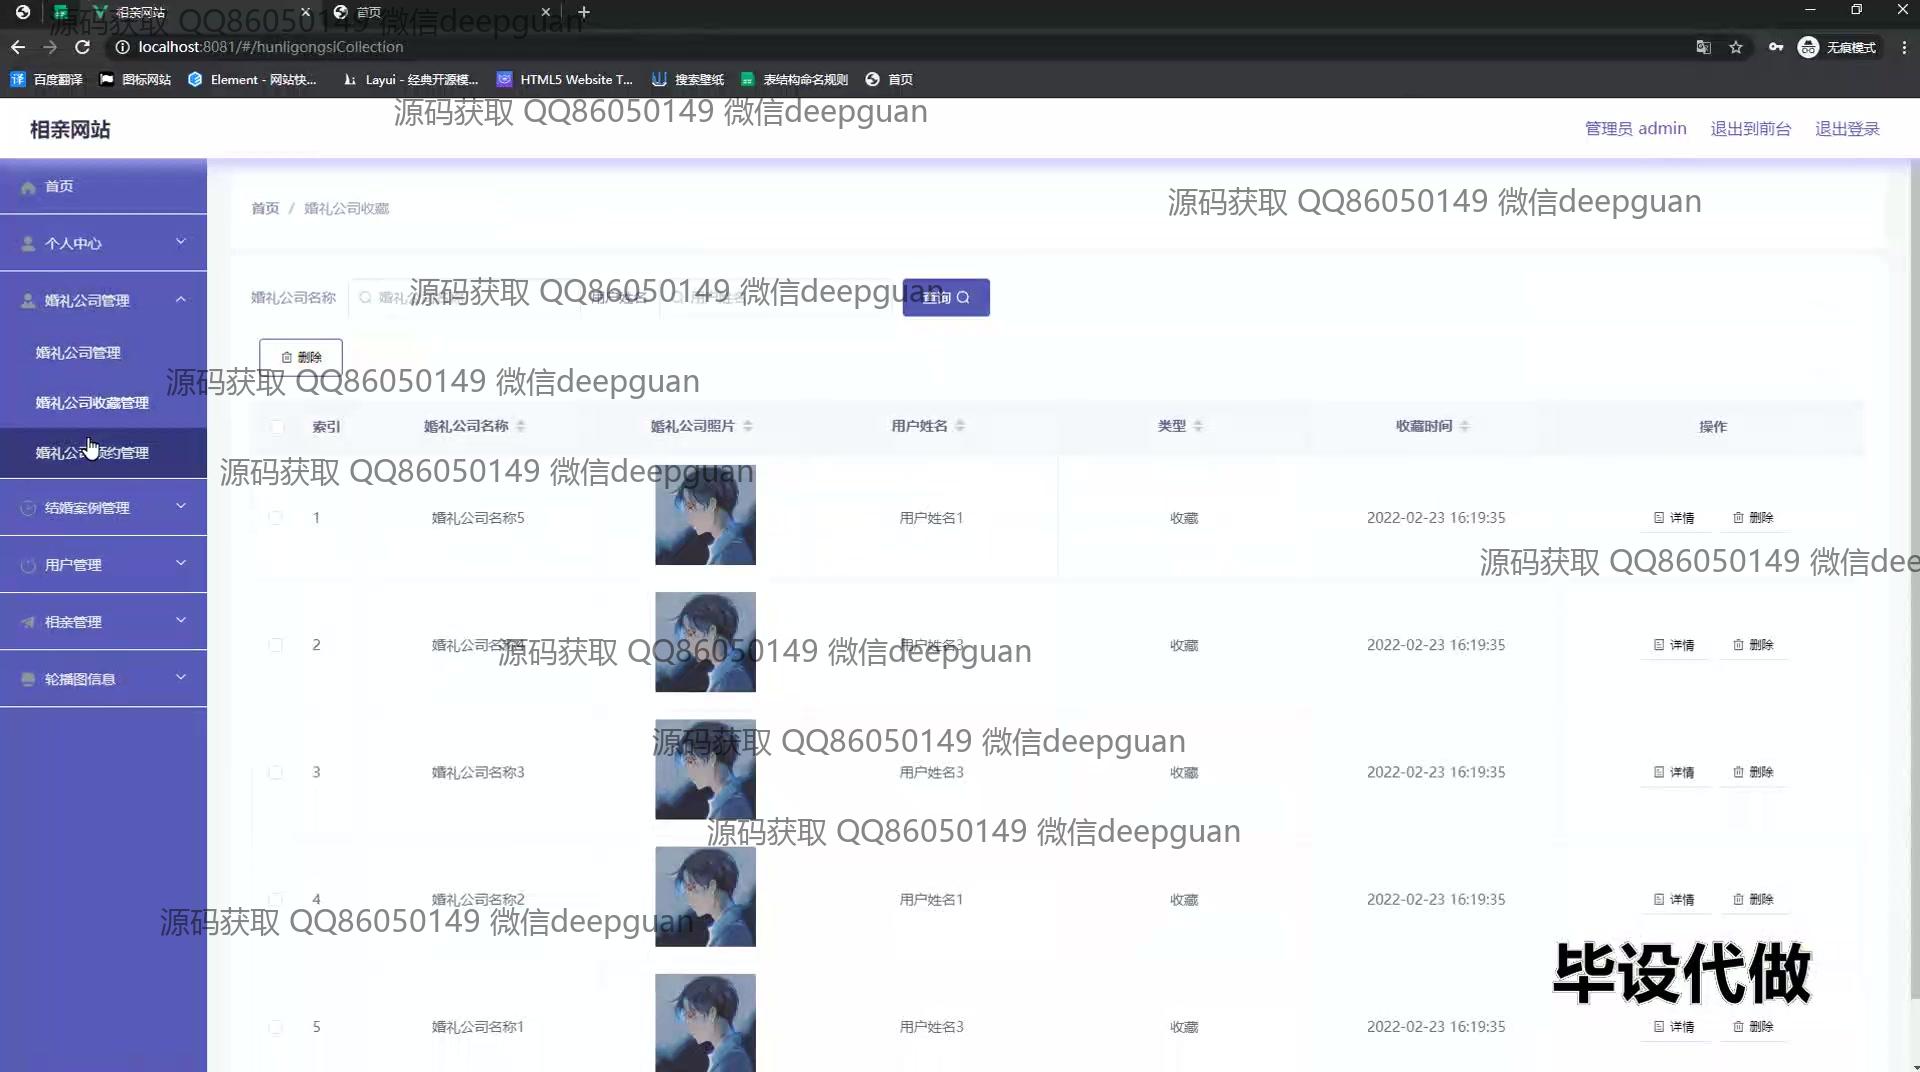 相亲网站
首页
localhost:8081/#/hunligongsiCollection
无痕模式
百度翻译
图标网站
Element - 网站快...
Layui - 经典开源模...
HTML5 Website T...
搜索壁纸
表结构命名规则
首页
源码获取 QQ86050149 微信deepguan
相亲网站
源码获取 QQ86050149 微信deepguan
管理员 admin
退出到前台
退出登录
首页
个人中心
婚礼公司管理
婚礼公司管理
婚礼公司收藏管理
婚礼公司预约管理
结婚案例管理
用户管理
相亲管理
轮播图信息
首页 / 婚礼公司收藏
源码获取 QQ86050149 微信deepguan
婚礼公司名称
用户姓名
查询
源码获取 QQ86050149 微信deepguan
删除
源码获取 QQ86050149 微信deepguan
索引 婚礼公司名称 婚礼公司照片 用户姓名 类型 收藏时间 操作
源码获取 QQ86050149 微信deepguan
1 婚礼公司名称5 用户姓名1 收藏 2022-02-23 16:19:35 详情 删除
源码获取 QQ86050149 微信dee
2 婚礼公司名称4 用户姓名3 收藏 2022-02-23 16:19:35 详情 删除
源码获取 QQ86050149 微信deepguan
源码获取 QQ86050149 微信deepguan
3 婚礼公司名称3 用户姓名3 收藏 2022-02-23 16:19:35 详情 删除
源码获取 QQ86050149 微信deepguan
4 婚礼公司名称2 用户姓名1 收藏 2022-02-23 16:19:35 详情 删除
源码获取 QQ86050149 微信deepguan
毕设代做
5 婚礼公司名称1 用户姓名3 收藏 2022-02-23 16:19:35 详情 删除